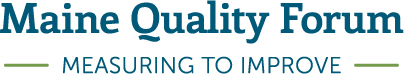 Maine Quality Forum
MEASURING TO IMPROVE